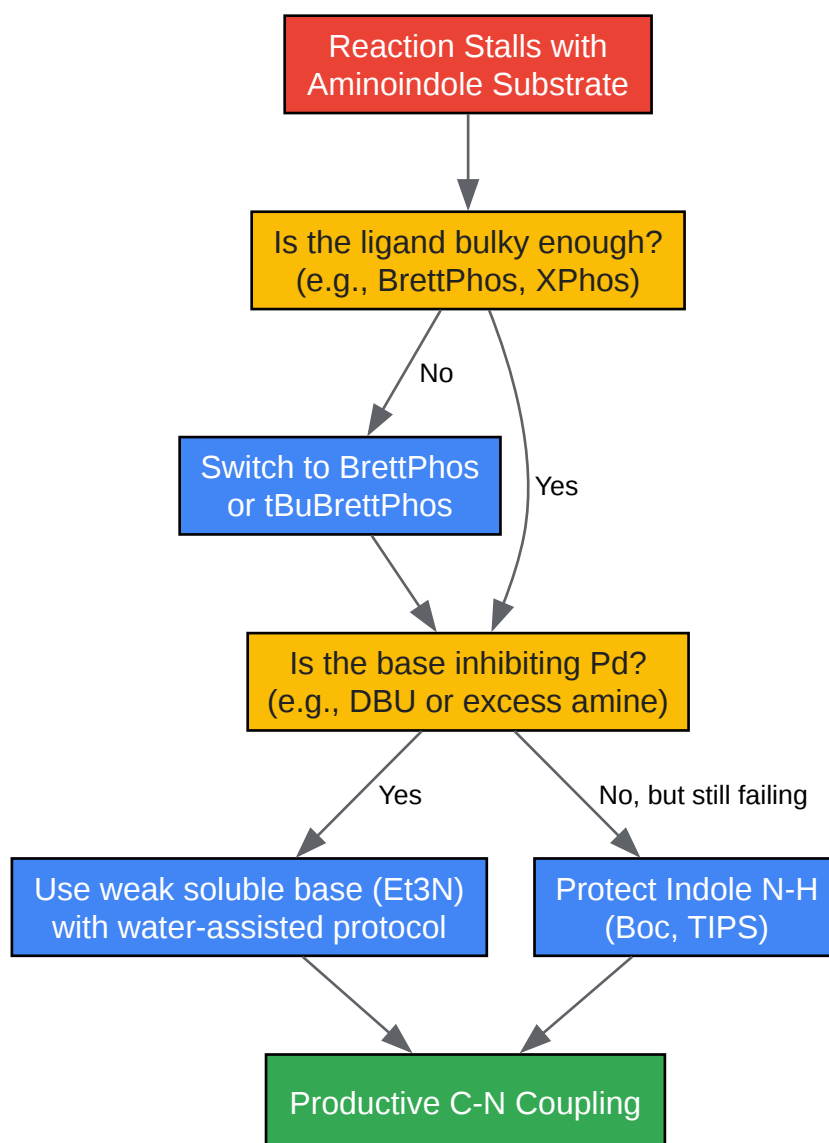 Reaction Stalls with
Aminoindole Substrate
Is the ligand bulky enough?
(e.g., BrettPhos, XPhos)
No
Yes
Switch to BrettPhos
or tBuBrettPhos
Is the base inhibiting Pd?
(e.g., DBU or excess amine)
Yes
No, but still failing
Use weak soluble base (Et3N)
with water-assisted protocol
Protect Indole N-H
(Boc, TIPS)
Productive C-N Coupling